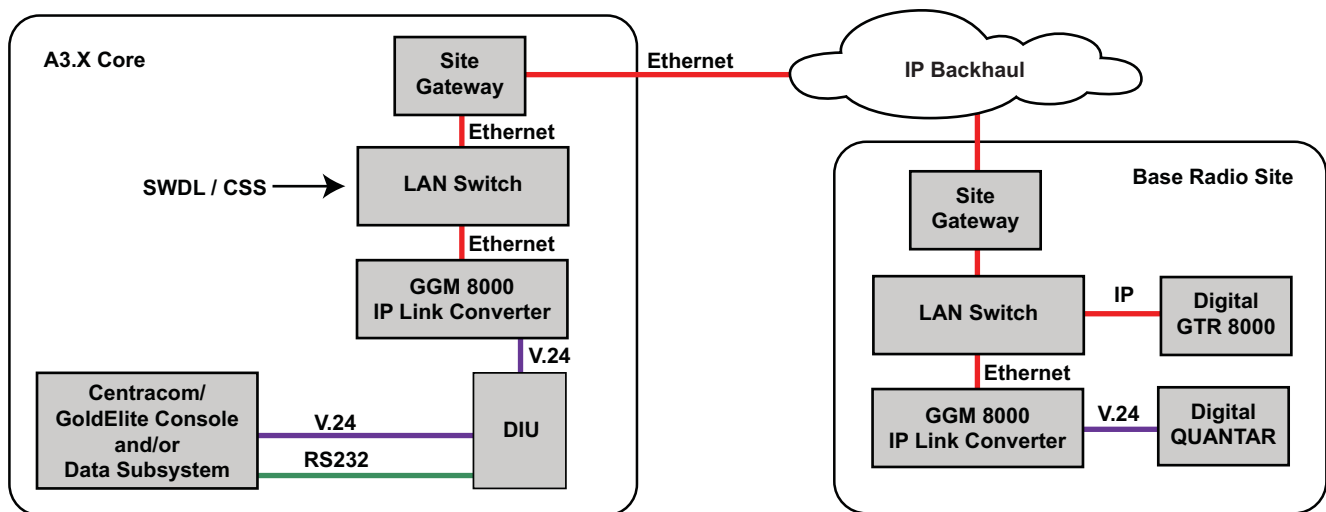 A3.X Core
Site
Gateway
Ethernet
IP Backhaul
Ethernet
SWDL / CSS
LAN Switch
Ethernet
GGM 8000
IP Link Converter
V.24
Centracom/
GoldElite Console
and/or
Data Subsystem
V.24
RS232
DIU
Base Radio Site
Site
Gateway
LAN Switch
IP
Digital
GTR 8000
Ethernet
GGM 8000
IP Link Converter
V.24
Digital
QUANTAR